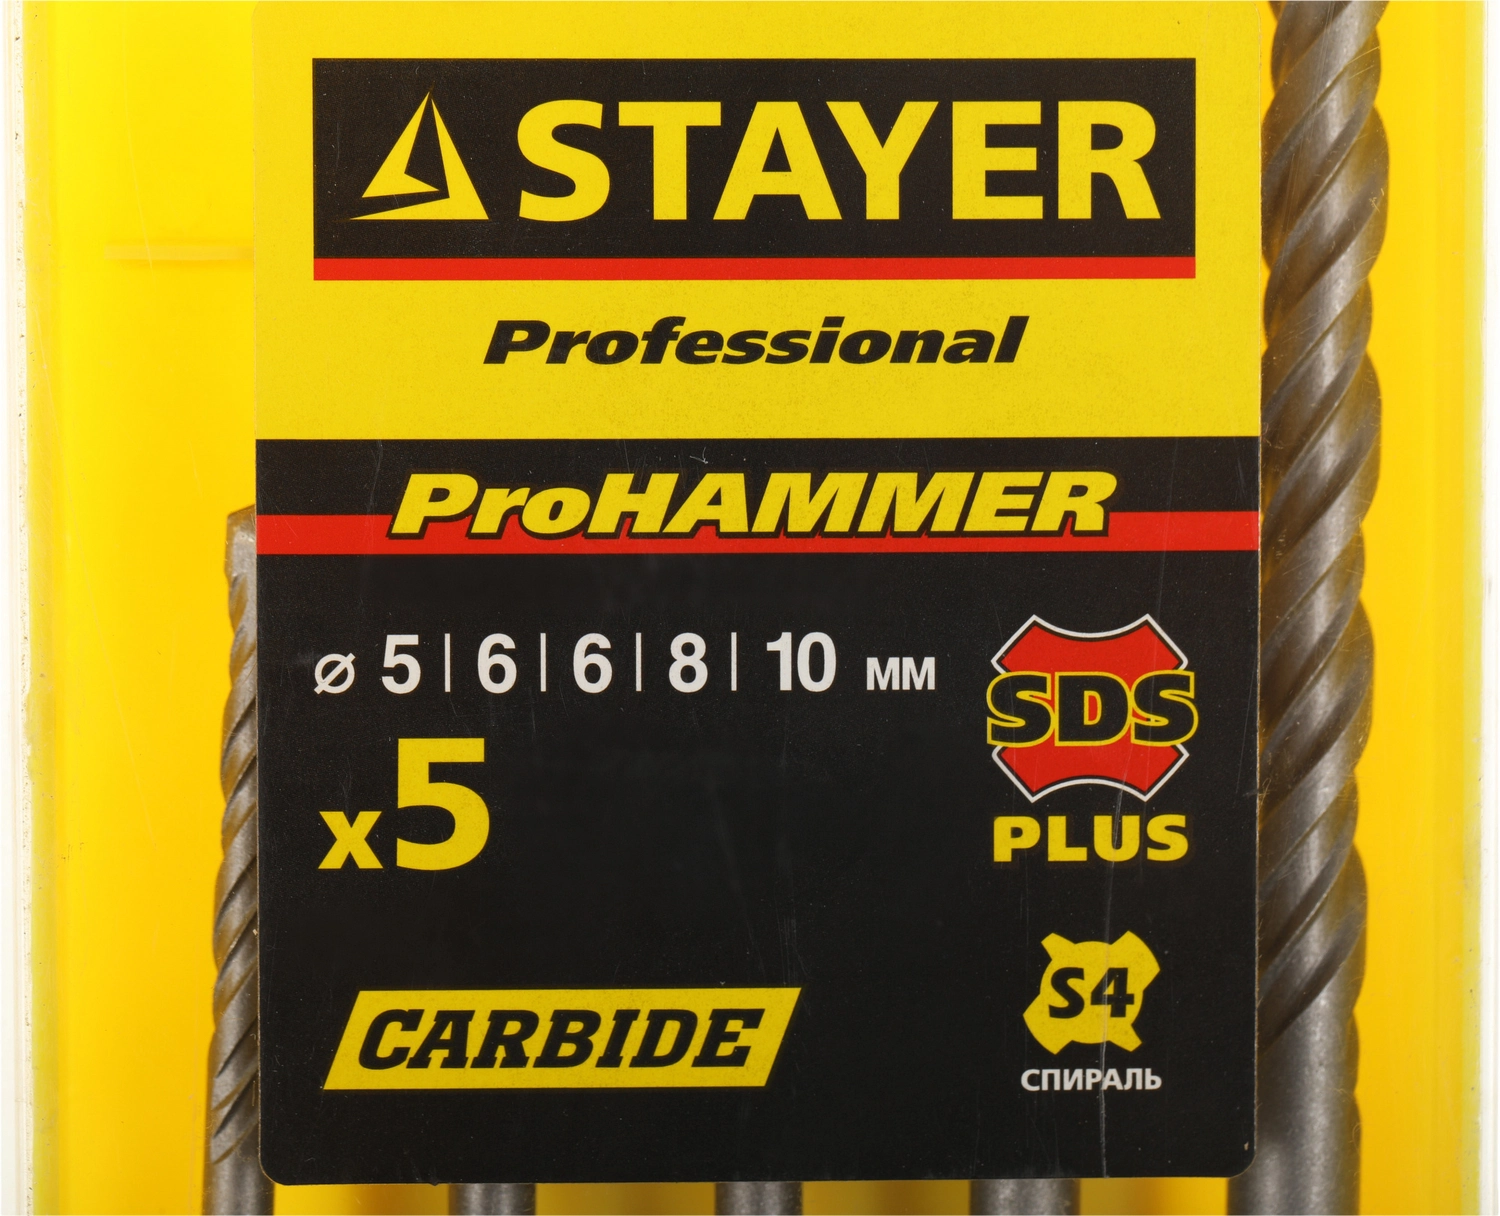 STAYER
Professional
ProHAMMER
⌀ 5 | 6 | 6 | 8 | 10 мм
x5
SDS
PLUS
CARBIDE
S4
СПИРАЛЬ